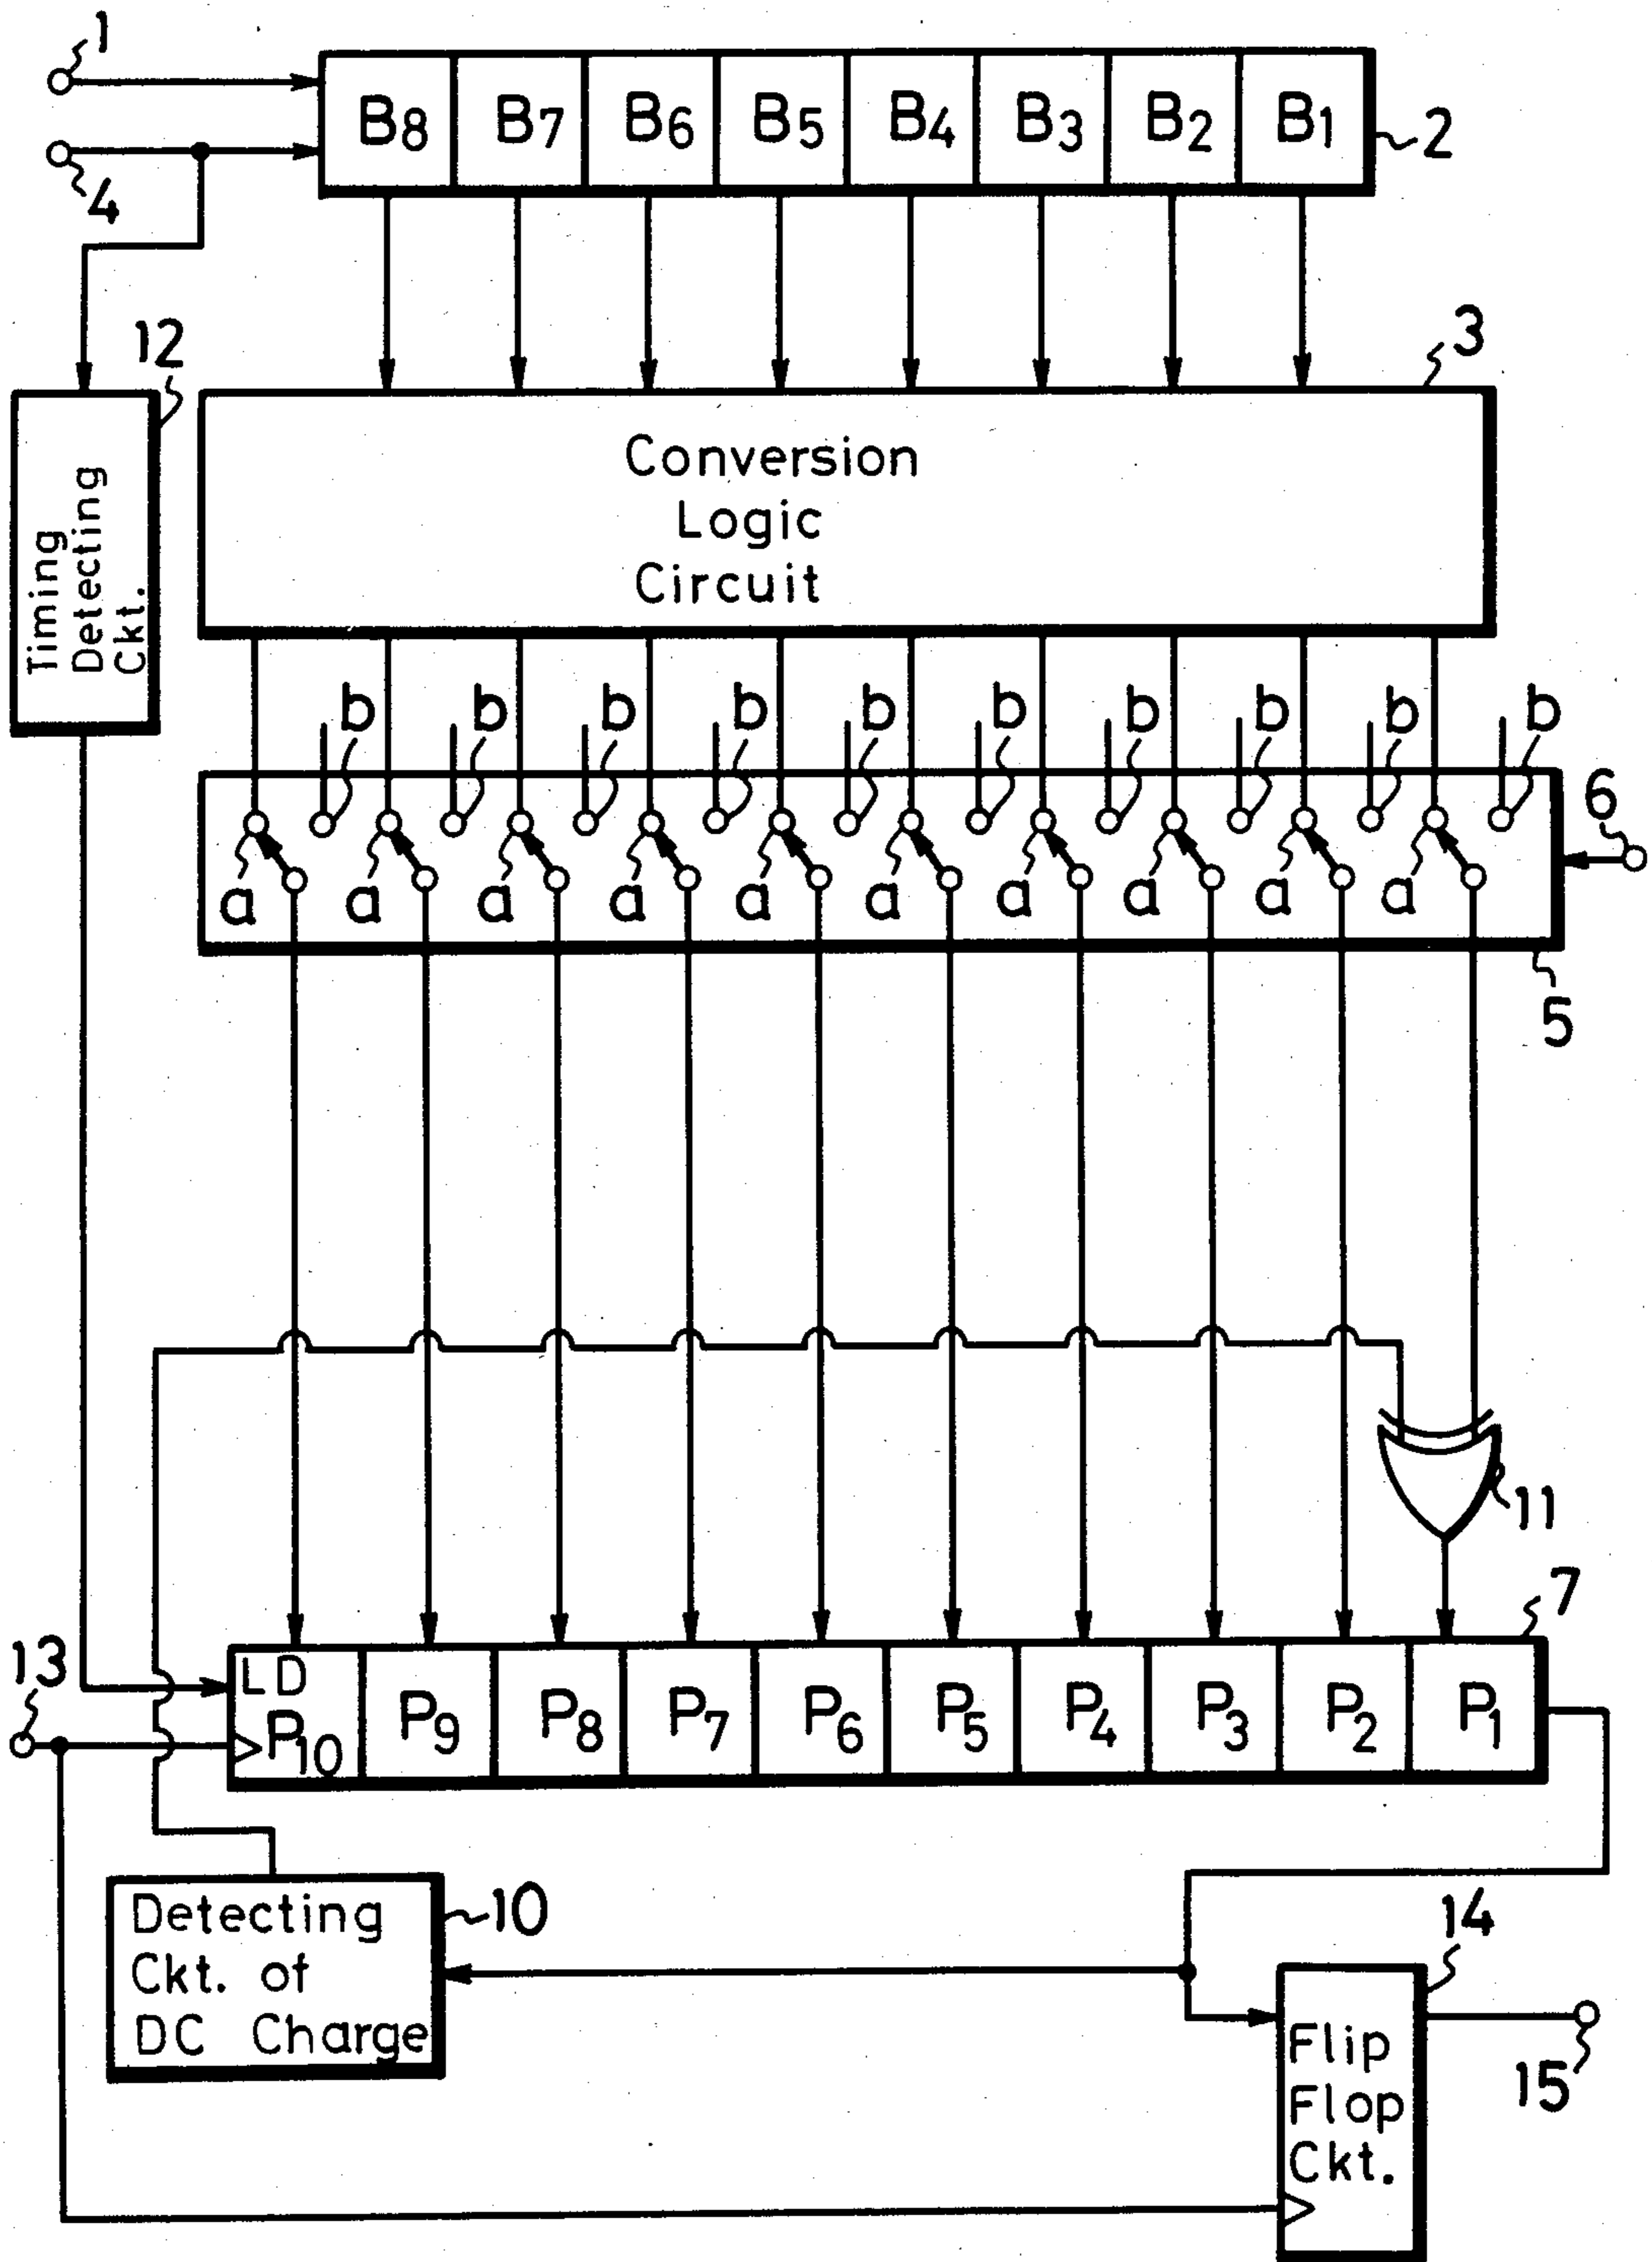 1
B8 B7 B6 B5 B4 B3 B2 B1
2
4
12
3
Timing
Detecting
Ckt.
Conversion
Logic
Circuit
b b b b b b b b b b
6
a a a a a a a a a a
5
11
7
13
LD
P10 P9 P8 P7 P6 P5 P4 P3 P2 P1
Detecting
Ckt. of
DC Charge
10
14
Flip
Flop
Ckt.
15